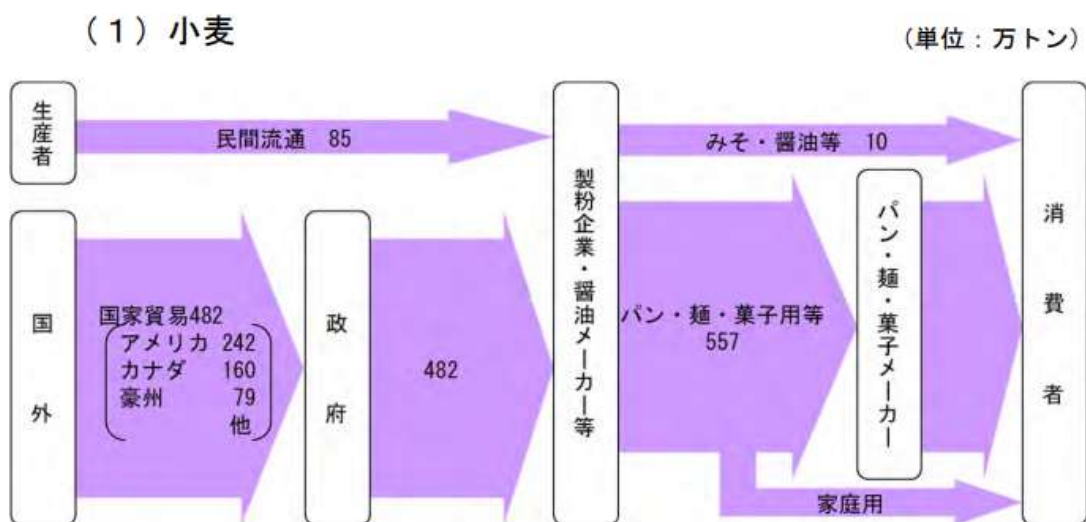 （１）小麦
（単位：万トン）
生産者
民間流通 85
製粉企業・醤油メーカー等
みそ・醤油等 10
消費者
国外
国家貿易482
アメリカ 242
カナダ 160
豪州 79
他
政府
482
パン・麺・菓子用等
557
パン・麺・菓子メーカー
家庭用